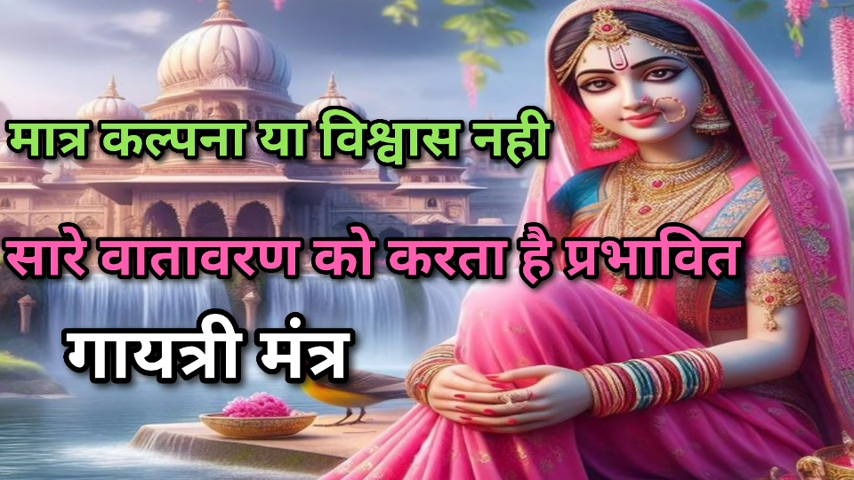 मात्र कल्पना या विश्वास नही
सारे वातावरण को करता है प्रभावित
गायत्री मंत्र